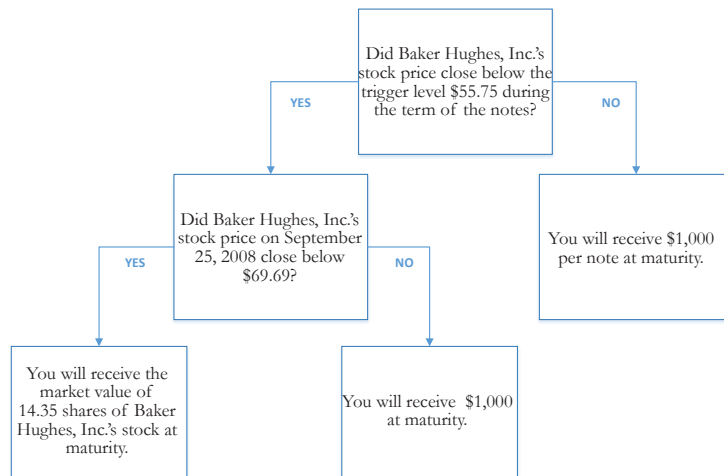 Did Baker Hughes, Inc.'s
stock price close below the
trigger level $55.75 during
the term of the notes?
YES
NO
Did Baker Hughes, Inc.'s
stock price on September
25, 2008 close below
$69.69?
You will receive $1,000
per note at maturity.
YES
NO
You will receive the
market value of
14.35 shares of Baker
Hughes, Inc.'s stock at
maturity.
You will receive $1,000
at maturity.